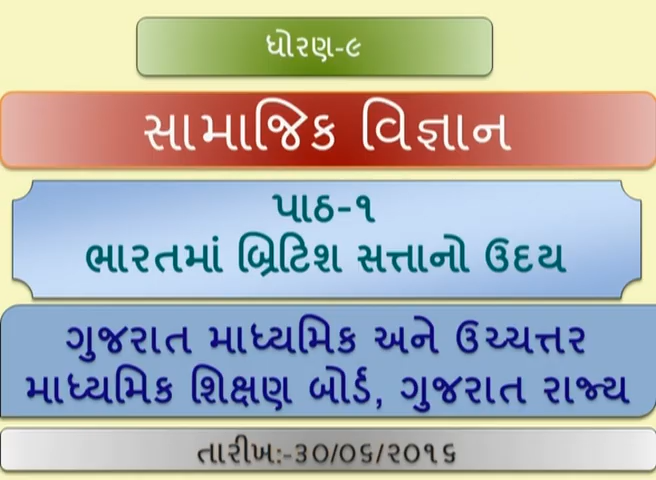 ધોરણ-૯
સામાજિક વિજ્ઞાન
પાઠ-૧
ભારતમાં બ્રિટિશ સત્તાનો ઉદય
ગુજરાત માધ્યમિક અને ઉચ્ચત્તર
માધ્યમિક શિક્ષણ બોર્ડ, ગુજરાત રાજ્ય
તારીખ:-૩૦/૦૬/૨૦૧૬